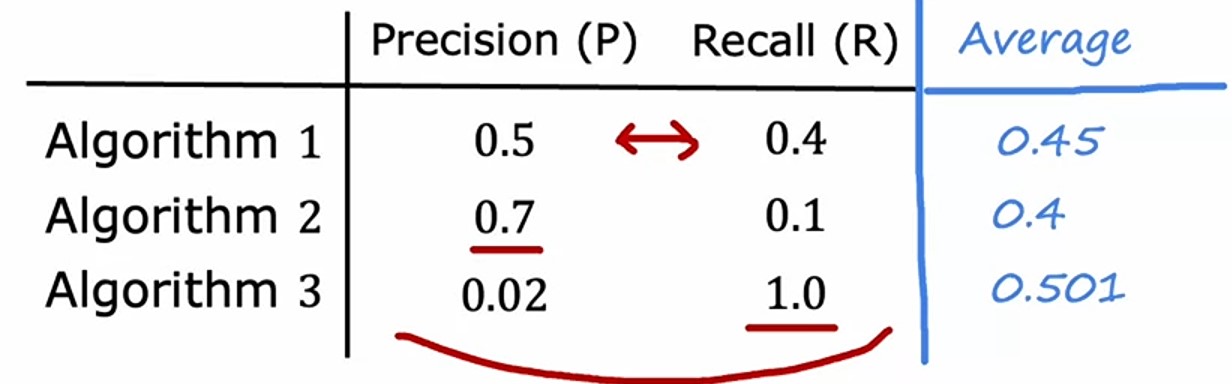 Precision (P) Recall (R) Average
Algorithm 1 0.5 0.4 0.45
Algorithm 2 0.7 0.1 0.4
Algorithm 3 0.02 1.0 0.501